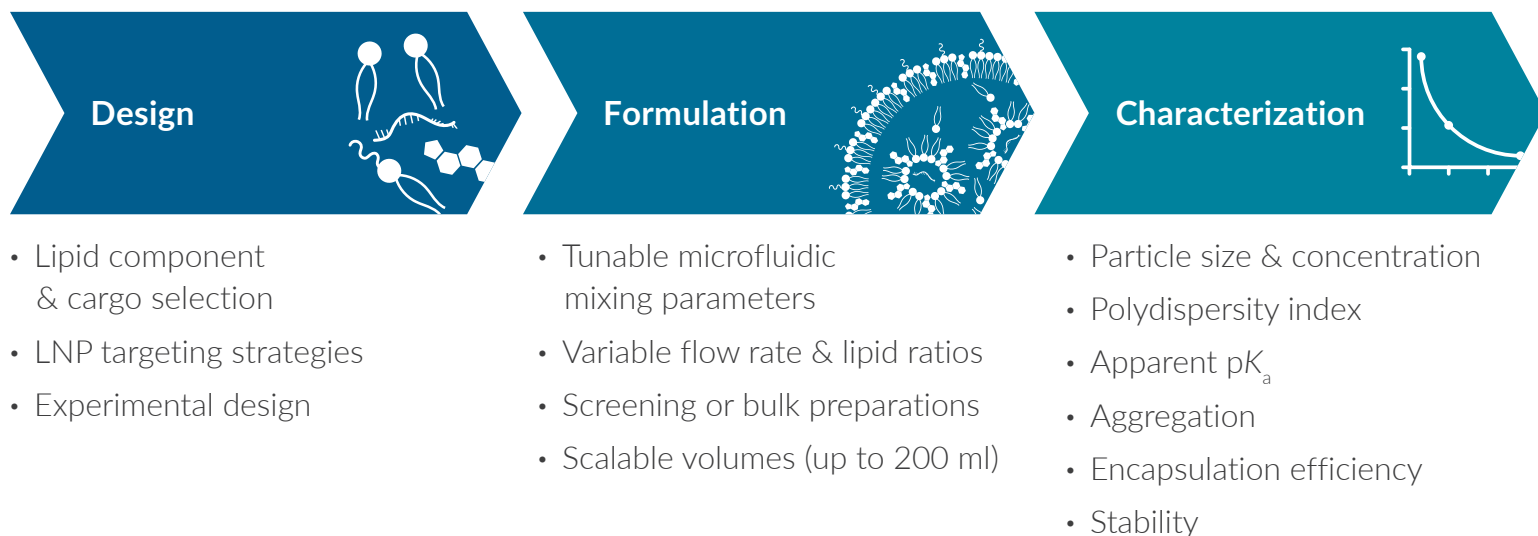 Design
• Lipid component
& cargo selection
• LNP targeting strategies
• Experimental design
Formulation
• Tunable microfluidic
mixing parameters
• Variable flow rate & lipid ratios
• Screening or bulk preparations
• Scalable volumes (up to 200 ml)
Characterization
• Particle size & concentration
• Polydispersity index
• Apparent pKₐ
• Aggregation
• Encapsulation efficiency
• Stability